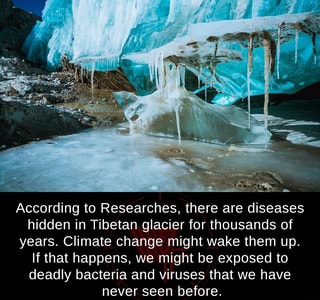 According to Researches, there are diseases
hidden in Tibetan glacier for thousands of
years. Climate change might wake them up.
If that happens, we might be exposed to
deadly bacteria and viruses that we have
never seen before.